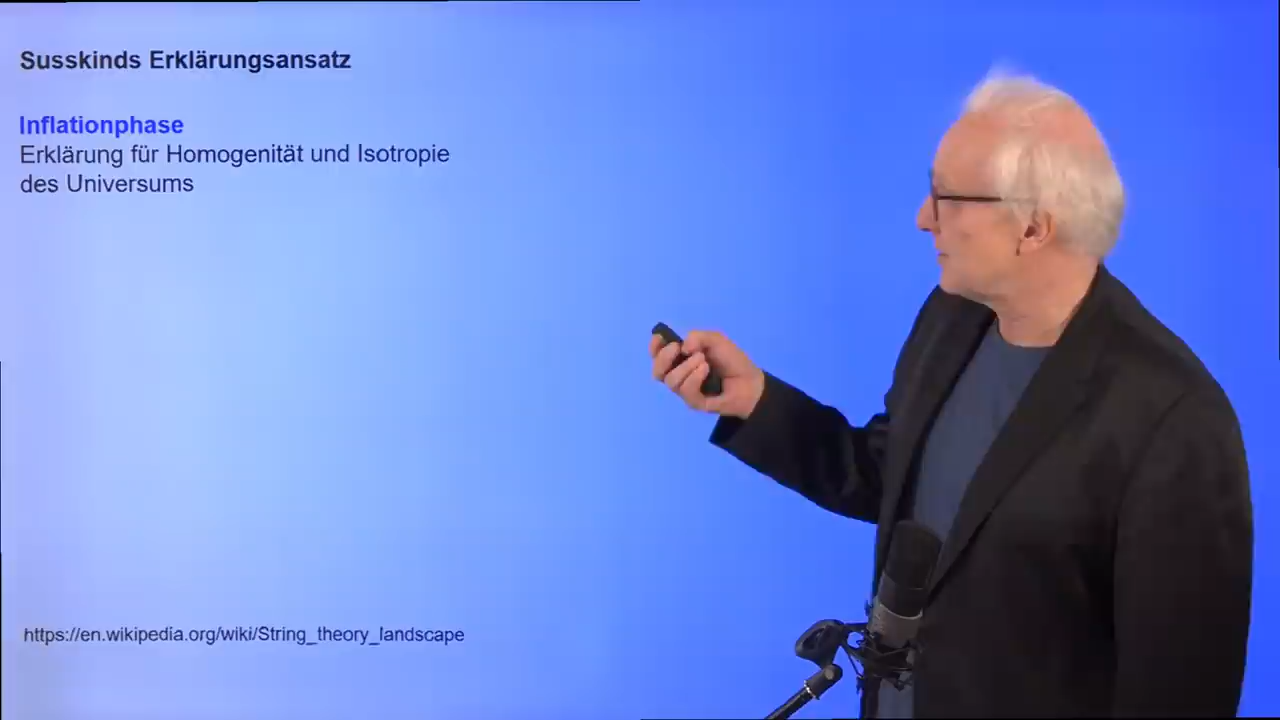 Susskinds Erklärungsansatz
Inflationphase
Erklärung für Homogenität und Isotropie
des Universums
https://en.wikipedia.org/wiki/String_theory_landscape